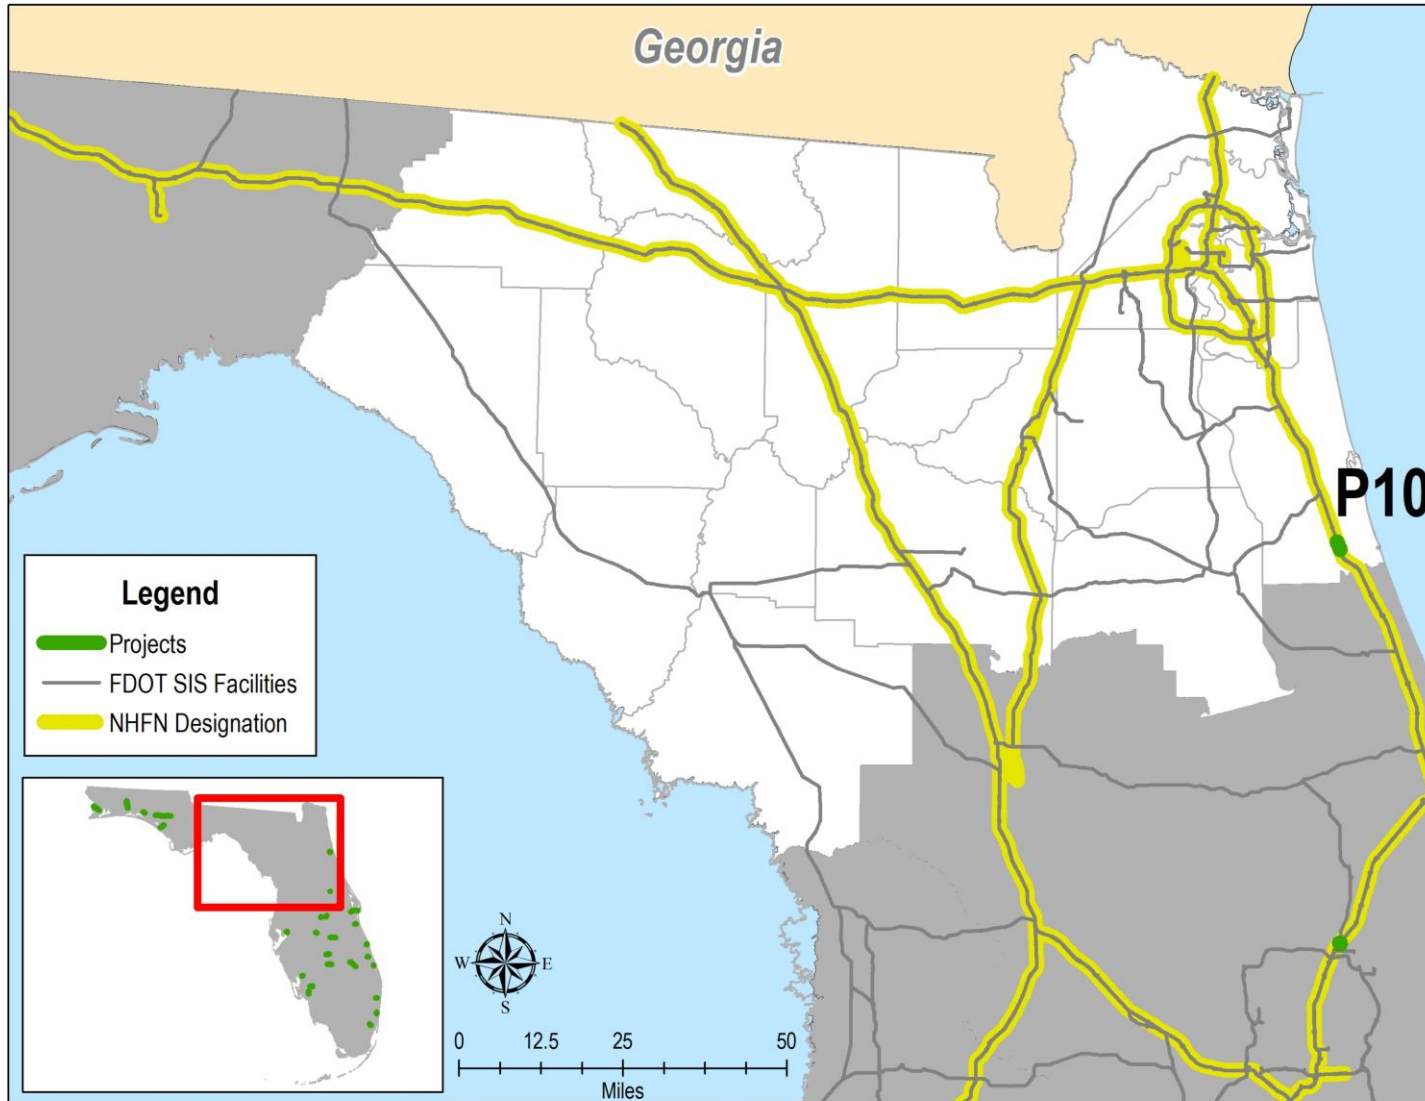 Georgia
P10
Legend
Projects
FDOT SIS Facilities
NHFN Designation
N
W E
S
0 12.5 25 50
Miles